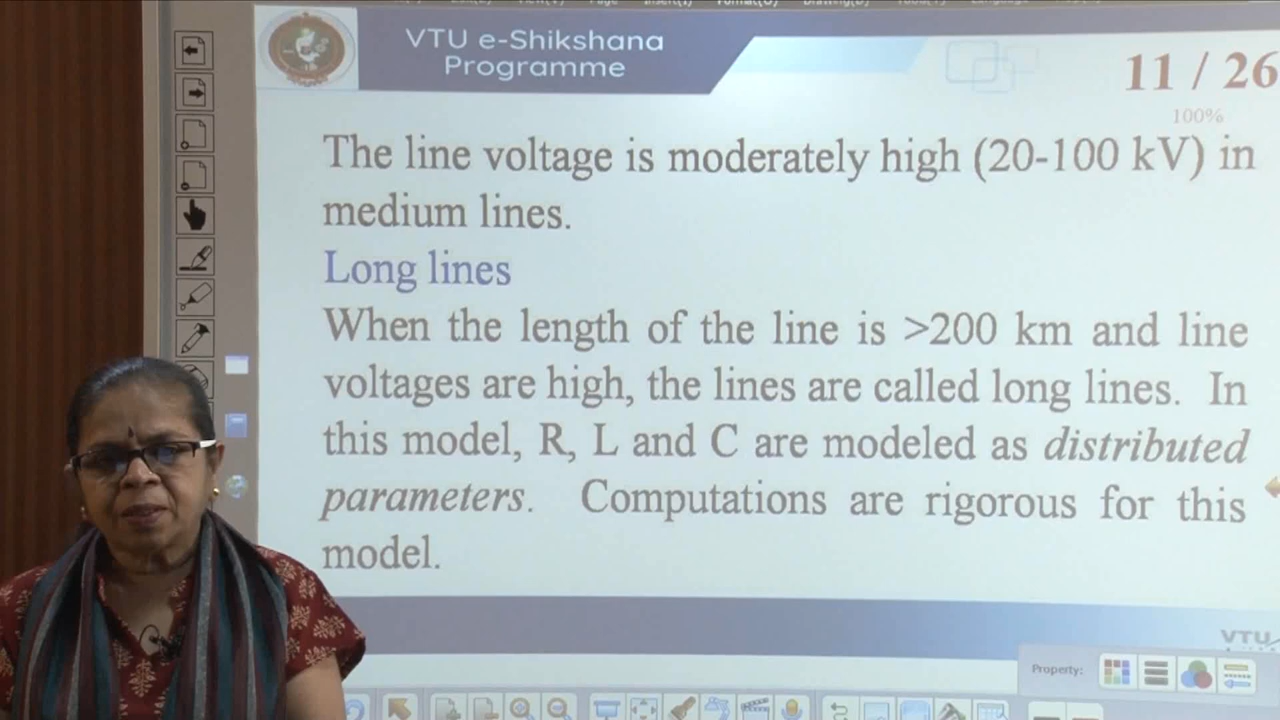 VTU e-Shikshana
Programme
11 / 26
100%
The line voltage is moderately high (20-100 kV) in
medium lines.
Long lines
When the length of the line is >200 km and line
voltages are high, the lines are called long lines. In
this model, R, L and C are modeled as distributed
parameters. Computations are rigorous for this
model.
VTU
Property: